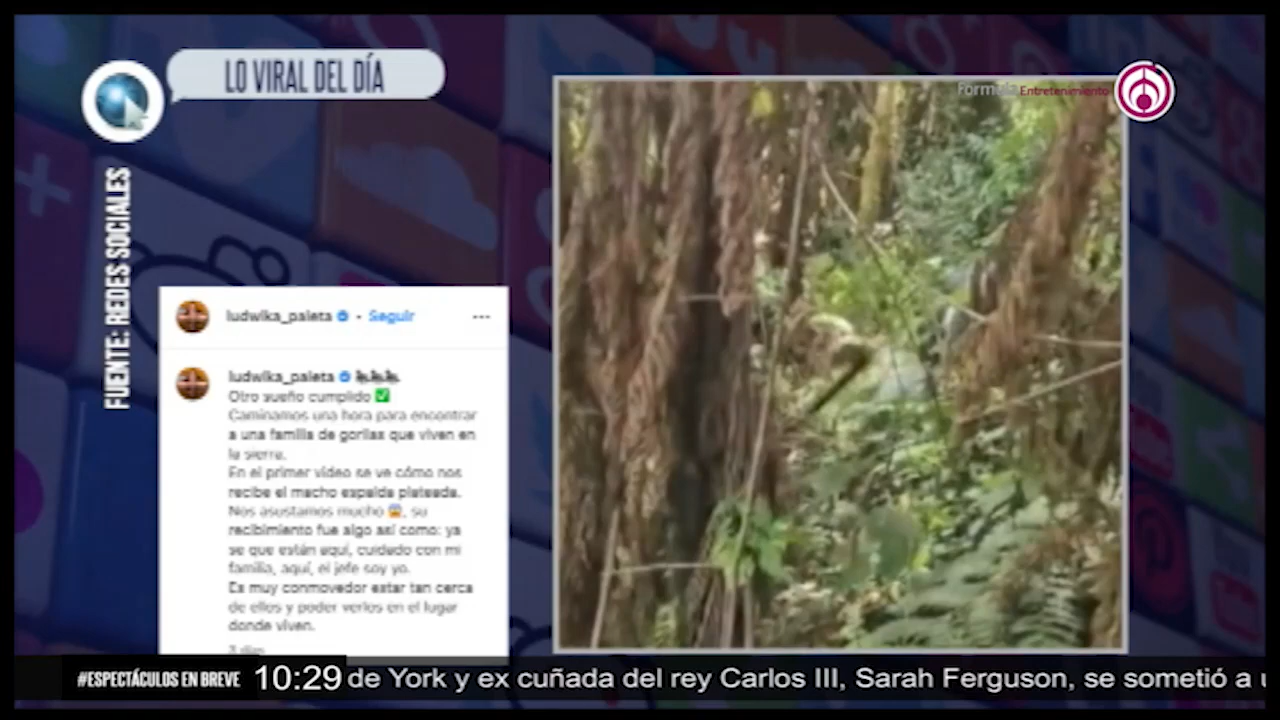 LO VIRAL DEL DÍA
Formula Entretenimiento
FUENTE: REDES SOCIALES
ludwika_paleta • Seguir ...
ludwika_paleta 🦍🦍🦍
Otro sueño cumplido ✅
Caminamos una hora para encontrar
a una familia de gorilas que viven en
la sierra.
En el primer video se ve cómo nos
recibe el macho espalda plateada.
Nos asustamos mucho 😱, su
recibimiento fue algo así como: ya
se que están aquí, cuidado con mi
familia, aquí, el jefe soy yo.
Es muy conmovedor estar tan cerca
de ellos y poder verlos en el lugar
donde viven.
3 días
#ESPECTÁCULOS EN BREVE 10:29 de York y ex cuñada del rey Carlos III, Sarah Ferguson, se sometió a u